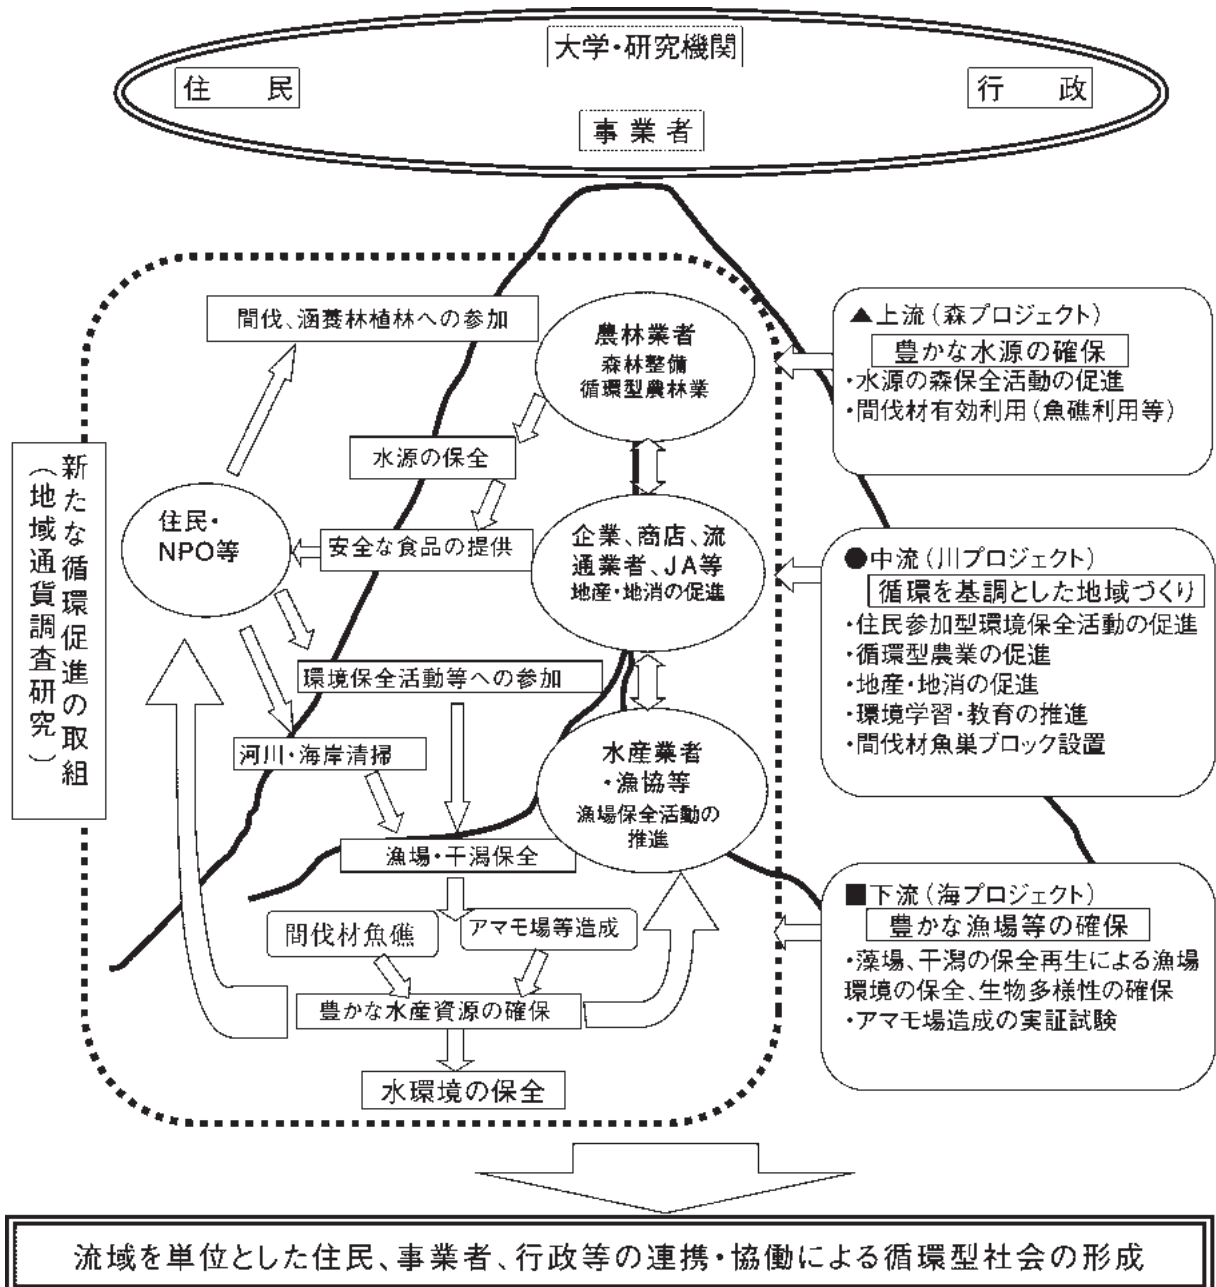 大学・研究機関
住　民
行　政
事業者
間伐、涵養林植林への参加
農林業者
森林整備
循環型農林業
▲上流(森プロジェクト)
豊かな水源の確保
・水源の森保全活動の促進
・間伐材有効利用(魚礁利用等)
新たな循環促進の取組
(地域通貨調査研究)
水源の保全
住民・
NPO等
安全な食品の提供
企業、商店、流
通業者、JA等
地産・地消の促進
●中流(川プロジェクト)
循環を基調とした地域づくり
・住民参加型環境保全活動の促進
・循環型農業の促進
・地産・地消の促進
・環境学習・教育の推進
・間伐材魚巣ブロック設置
環境保全活動等への参加
河川・海岸清掃
水産業者
・漁協等
漁場保全活動の
推進
漁場・干潟保全
間伐材魚礁
アマモ場等造成
豊かな水産資源の確保
水環境の保全
■下流(海プロジェクト)
豊かな漁場等の確保
・藻場、干潟の保全再生による漁場
環境の保全、生物多様性の確保
・アマモ場造成の実証試験
流域を単位とした住民、事業者、行政等の連携・協働による循環型社会の形成